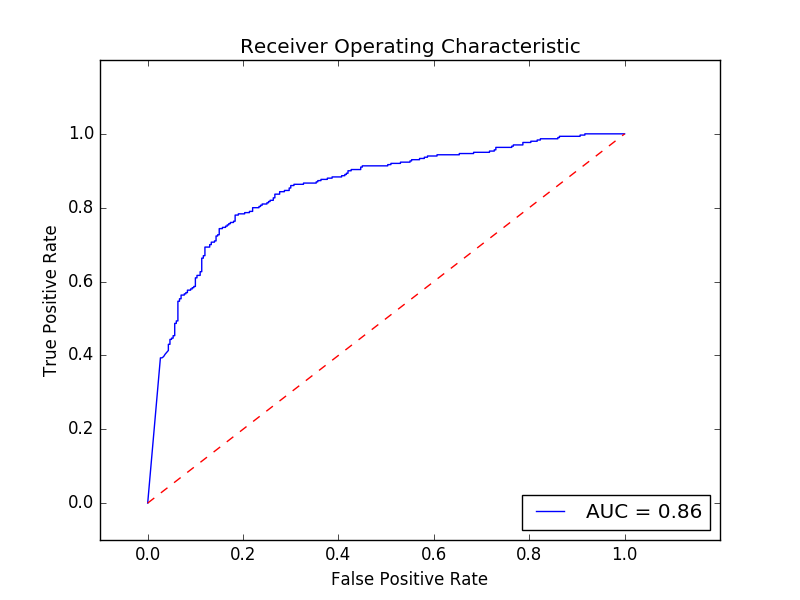 Receiver Operating Characteristic
True Positive Rate
1.0
0.8
0.6
0.4
0.2
0.0
AUC = 0.86
0.0 0.2 0.4 0.6 0.8 1.0
False Positive Rate